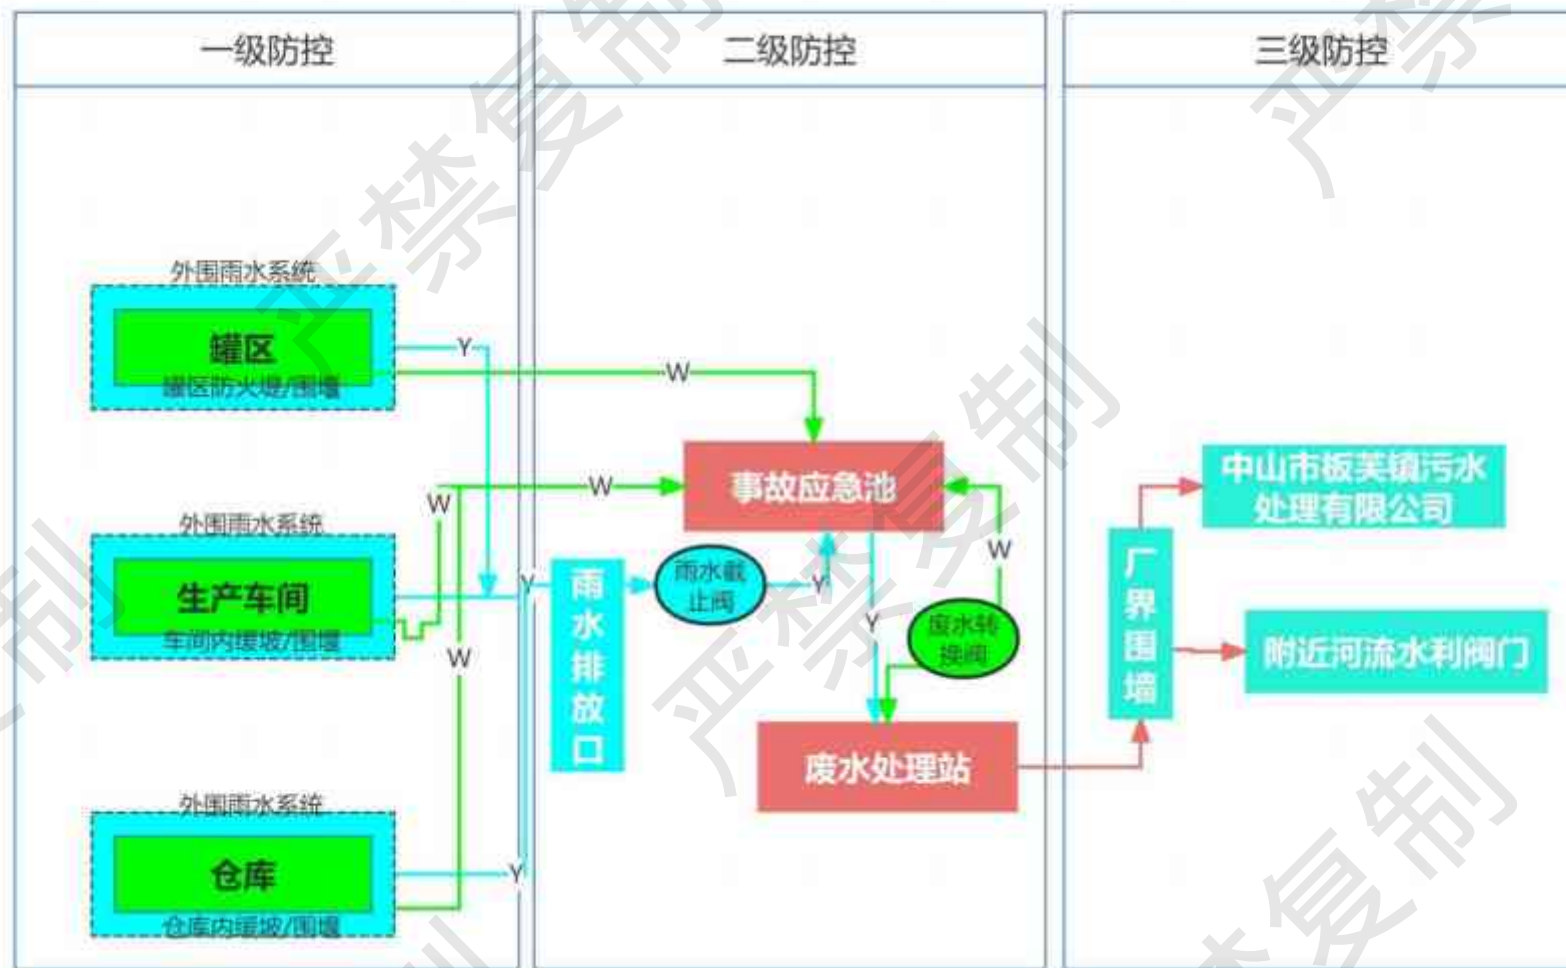 一级防控
二级防控
三级防控
外围雨水系统
罐区
罐区防火堤/围堰
Y
W
外围雨水系统
生产车间
车间内缓坡/围堰
W
W
W
Y
雨
水
排
放
口
雨水截
止阀
Y
事故应急池
Y
W
废水转
换阀
废水处理站
外围雨水系统
仓库
仓库内缓坡/围堰
Y
厂
界
围
墙
中山市板芙镇污水
处理有限公司
附近河流水利阀门
严禁复制
严禁复制
严禁
复制
制